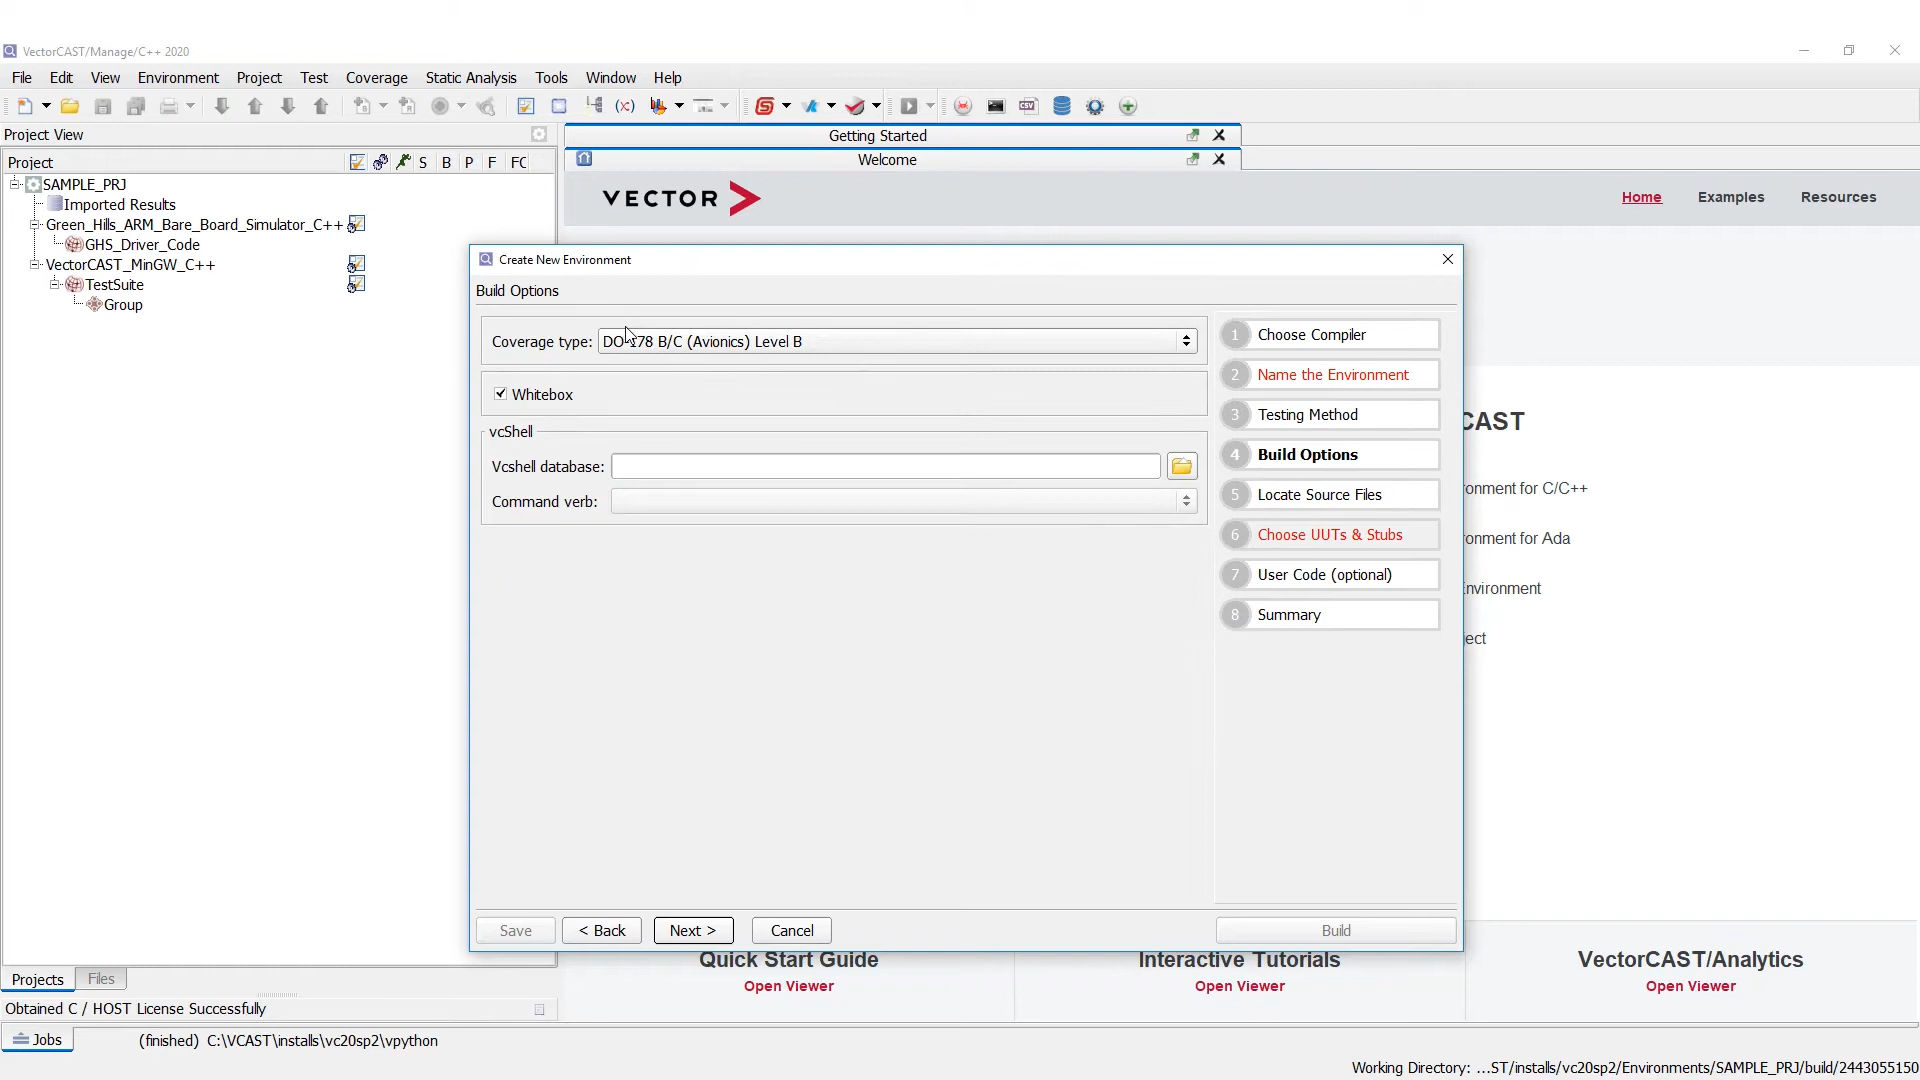 VectorCAST/Manage/C++ 2020
File Edit View Environment Project Test Coverage Static Analysis Tools Window Help
Project View
Project S B P F FC
SAMPLE_PRJ
Imported Results
Green_Hills_ARM_Bare_Board_Simulator_C++
GHS_Driver_Code
VectorCAST_MinGW_C++
TestSuite
Group
Getting Started
Welcome
VECTOR
Home Examples Resources
Create New Environment
Build Options
Coverage type: DO-178 B/C (Avionics) Level B
Whitebox
vcShell
Vcshell database:
Command verb:
1 Choose Compiler
2 Name the Environment
3 Testing Method
4 Build Options
5 Locate Source Files
6 Choose UUTs & Stubs
7 User Code (optional)
8 Summary
CAST
onment for C/C++
onment for Ada
Environment
ject
Save < Back Next > Cancel Build
Quick Start Guide
Open Viewer
Interactive Tutorials
Open Viewer
VectorCAST/Analytics
Open Viewer
Projects Files
Obtained C / HOST License Successfully
Jobs (finished) C:\VCAST\installs\vc20sp2\vpython
Working Directory: ...ST/installs/vc20sp2/Environments/SAMPLE_PRJ/build/2443055150